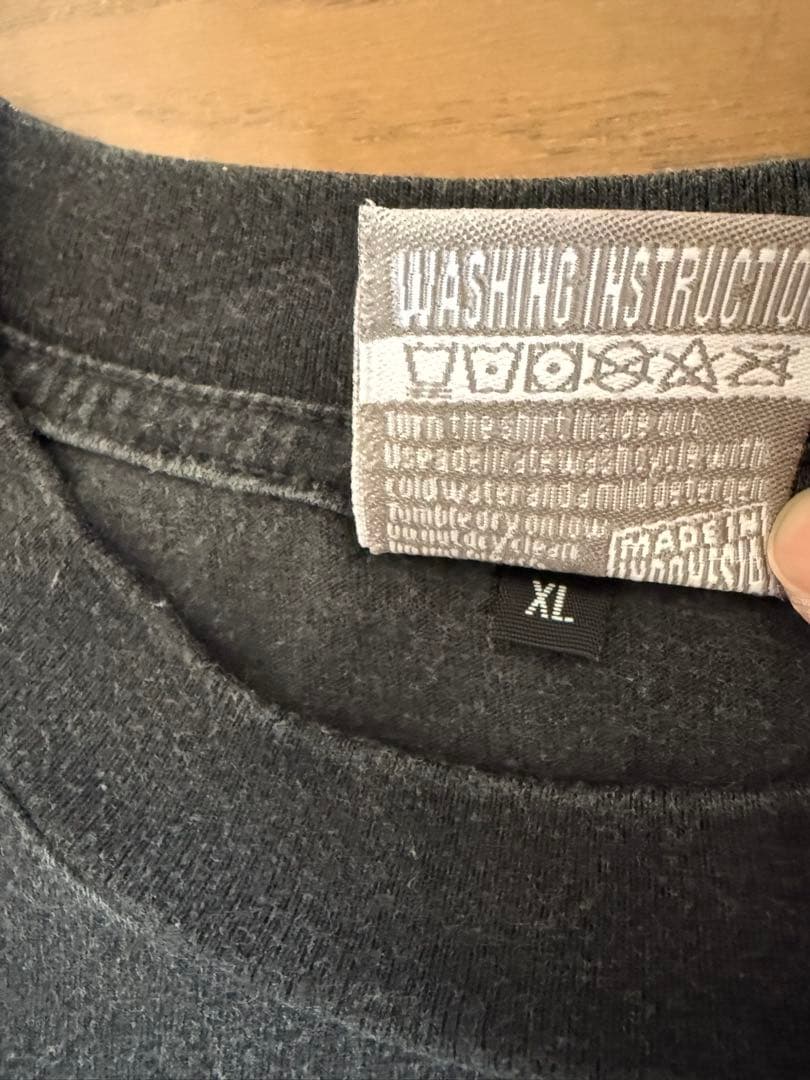 WASHING INSTRUCTIO
Turn the shirt inside out
Use a delicate wash cycle with
cold water and a mild detergen
Tumble dry on low
Do not dry clean
MADE IN
XL